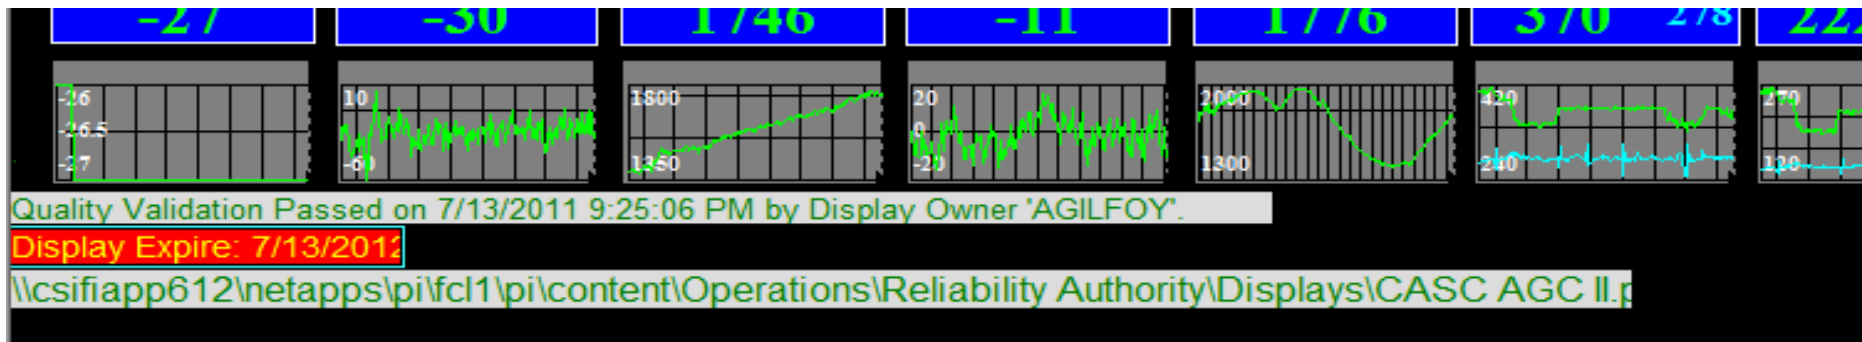 -27 -30 1746 -11 1776 370 278
-26 10 1800 20 2000 420 270
-26.5 0
-27 -60 1350 -20 1300 240 120
Quality Validation Passed on 7/13/2011 9:25:06 PM by Display Owner 'AGILFOY'.
Display Expire: 7/13/2012
\\csifiapp612\netapps\pi\fcl1\pi\content\Operations\Reliability Authority\Displays\CASC AGC II.p